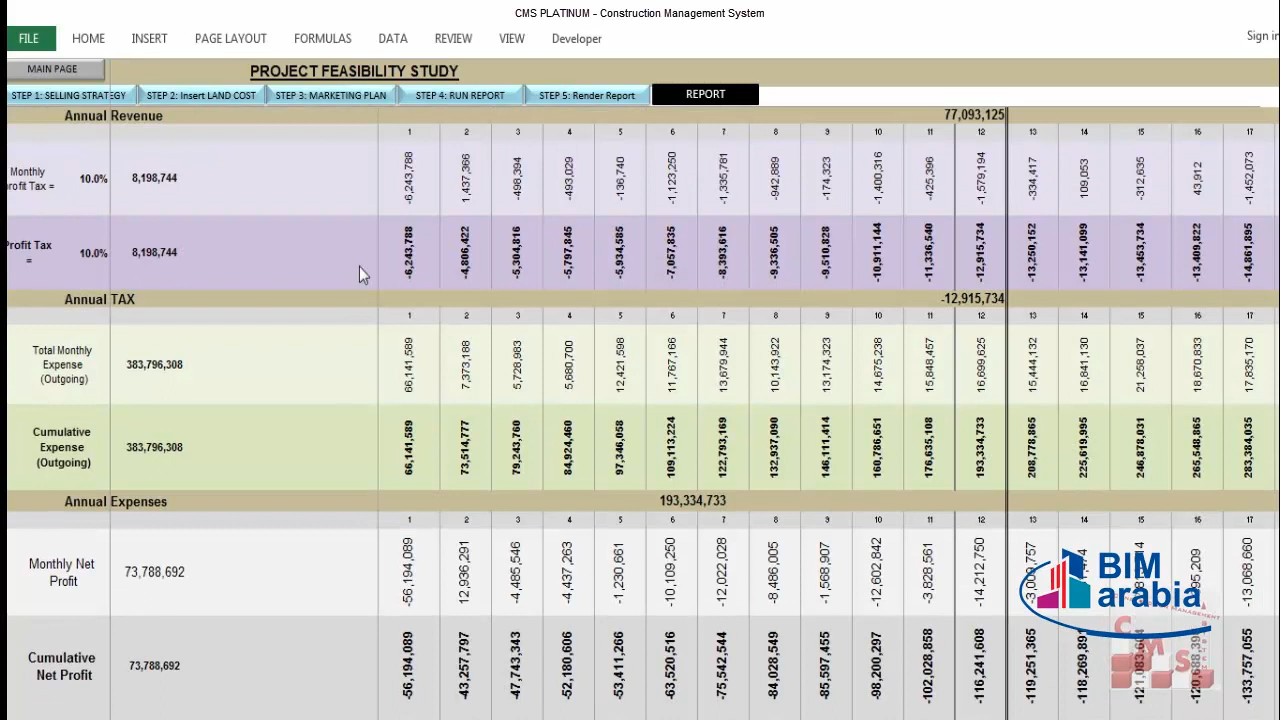 CMS PLATINUM - Construction Management System
FILE HOME INSERT PAGE LAYOUT FORMULAS DATA REVIEW VIEW Developer Sign in
MAIN PAGE PROJECT FEASIBILITY STUDY
STEP 1: SELLING STRATEGY STEP 2: Insert LAND COST STEP 3: MARKETING PLAN STEP 4: RUN REPORT STEP 5: Render Report REPORT
Annual Revenue 77,093,125
1 2 3 4 5 6 7 8 9 10 11 12 13 14 15 16 17
Monthly
rofit Tax = 10.0% 8,198,744 -6,243,788 1,437,366 -498,394 -493,029 -136,740 -1,123,250 -1,335,781 -942,889 -174,323 -1,400,316 -425,396 -1,579,194 -334,417 109,053 -312,635 43,912 -1,452,073
Profit Tax
= 10.0% 8,198,744 -6,243,788 -4,806,422 -5,304,816 -5,797,845 -5,934,585 -7,057,835 -8,393,616 -9,336,505 -9,510,828 -10,911,144 -11,336,540 -12,915,734 -13,250,152 -13,141,099 -13,453,734 -13,409,822 -14,861,895
Annual TAX -12,915,734
1 2 3 4 5 6 7 8 9 10 11 12 13 14 15 16 17
Total Monthly
Expense
(Outgoing) 383,796,308 66,141,589 7,373,188 5,728,983 5,680,700 12,421,598 11,767,166 13,679,944 10,143,922 13,174,323 14,675,238 15,848,457 16,699,625 15,444,132 16,841,130 21,258,037 18,670,833 17,835,170
Cumulative
Expense
(Outgoing) 383,796,308 66,141,589 73,514,777 79,243,760 84,924,460 97,346,058 109,113,224 122,793,169 132,937,090 146,111,414 160,786,651 176,635,108 193,334,733 208,778,865 225,619,995 246,878,031 265,548,865 283,384,035
Annual Expenses 193,334,733
1 2 3 4 5 6 7 8 9 10 11 12 13 14 15 16 17
Monthly Net
Profit 73,788,692 -56,194,089 12,936,291 -4,485,546 -4,437,263 -1,230,661 -10,109,250 -12,022,028 -8,486,005 -1,568,907 -12,602,842 -3,828,561 -14,212,750 -3,009,757 -13,068,660
BIM
arabia
Cumulative
Net Profit 73,788,692 -56,194,089 -43,257,797 -47,743,343 -52,180,606 -53,411,266 -63,520,516 -75,542,544 -84,028,549 -85,597,455 -98,200,297 -102,028,858 -116,241,608 -119,251,365 -133,757,055
CMS